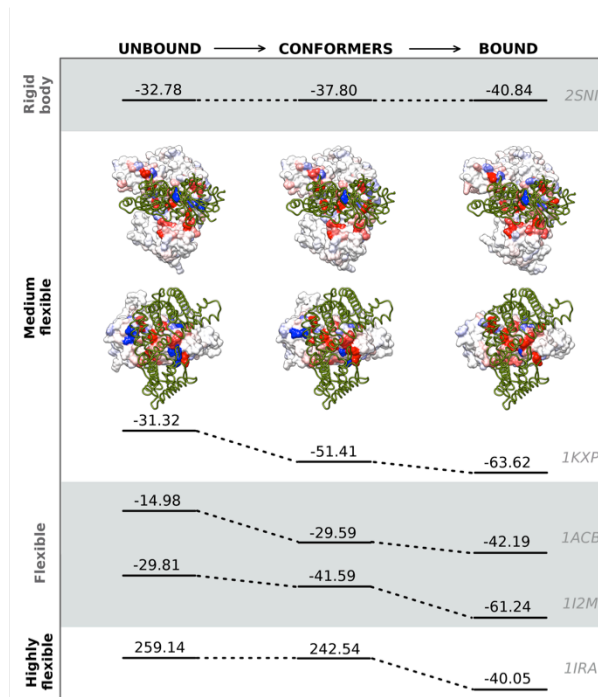 UNBOUND → CONFORMERS → BOUND
Rigid body
-32.78 -37.80 -40.84 2SNI
Medium flexible
-31.32 -51.41 -63.62 1KXP
Flexible
-14.98 -29.59 -42.19 1ACB
-29.81 -41.59 -61.24 1I2M
Highly flexible
259.14 242.54 -40.05 1IRA